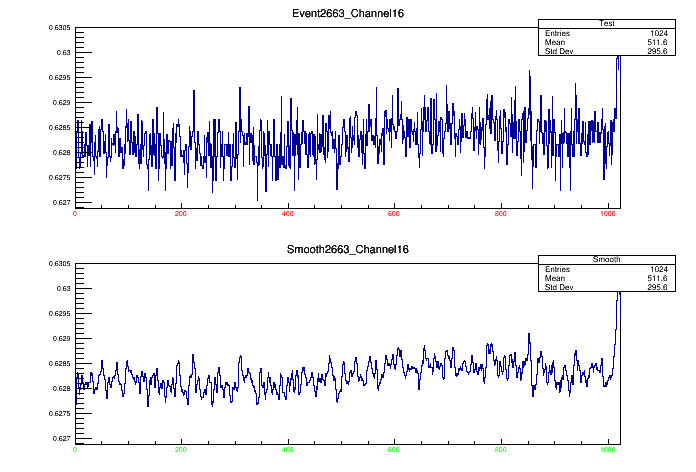 Event2663_Channel16
Test
Entries 1024
Mean 511.6
Std Dev 295.6
0.6305
0.63
0.6295
0.629
0.6285
0.628
0.6275
0.627
0 200 400 600 800 1000
Smooth2663_Channel16
Smooth
Entries 1024
Mean 511.6
Std Dev 295.6
0.6305
0.63
0.6295
0.629
0.6285
0.628
0.6275
0.627
0 200 400 600 800 1000